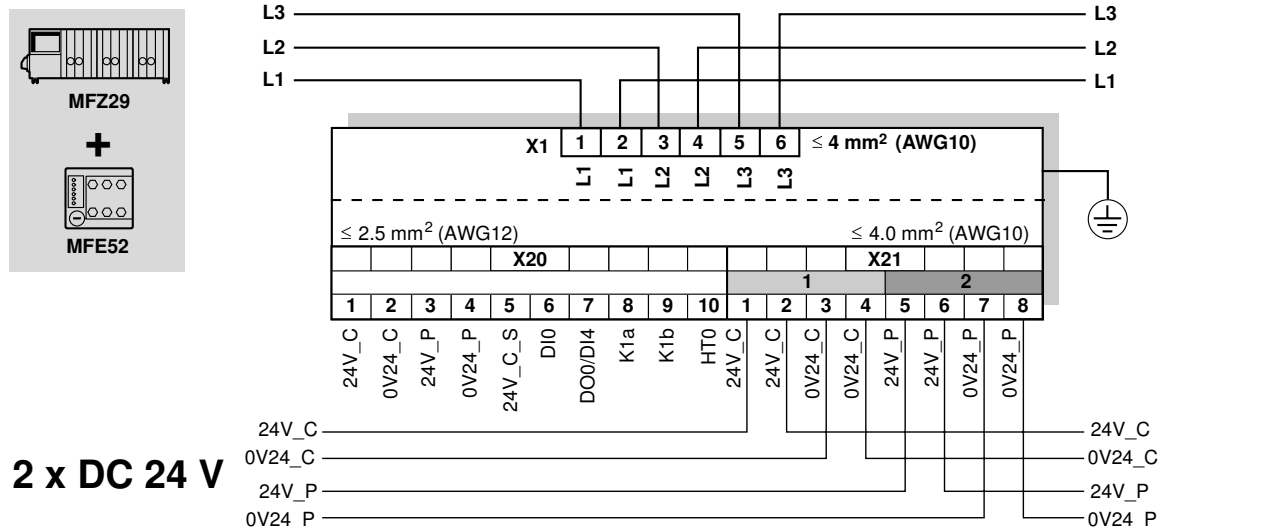 L3 L3
L2 L2
L1 L1
MFZ29
+
MFE52
X1 1 2 3 4 5 6 ≤ 4 mm² (AWG10)
L1 L1 L2 L2 L3 L3
≤ 2.5 mm² (AWG12) ≤ 4.0 mm² (AWG10)
X20 X21
1 2
1 2 3 4 5 6 7 8 9 10 1 2 3 4 5 6 7 8
24V_C 0V24_C 24V_P 0V24_P 24V_C_S DI0 DO0/DI4 K1a K1b HT0 24V_C 24V_C 0V24_C 0V24_C 24V_P 24V_P 0V24_P 0V24_P
2 x DC 24 V
24V_C 24V_C
0V24_C 0V24_C
24V_P 24V_P
0V24_P 0V24_P